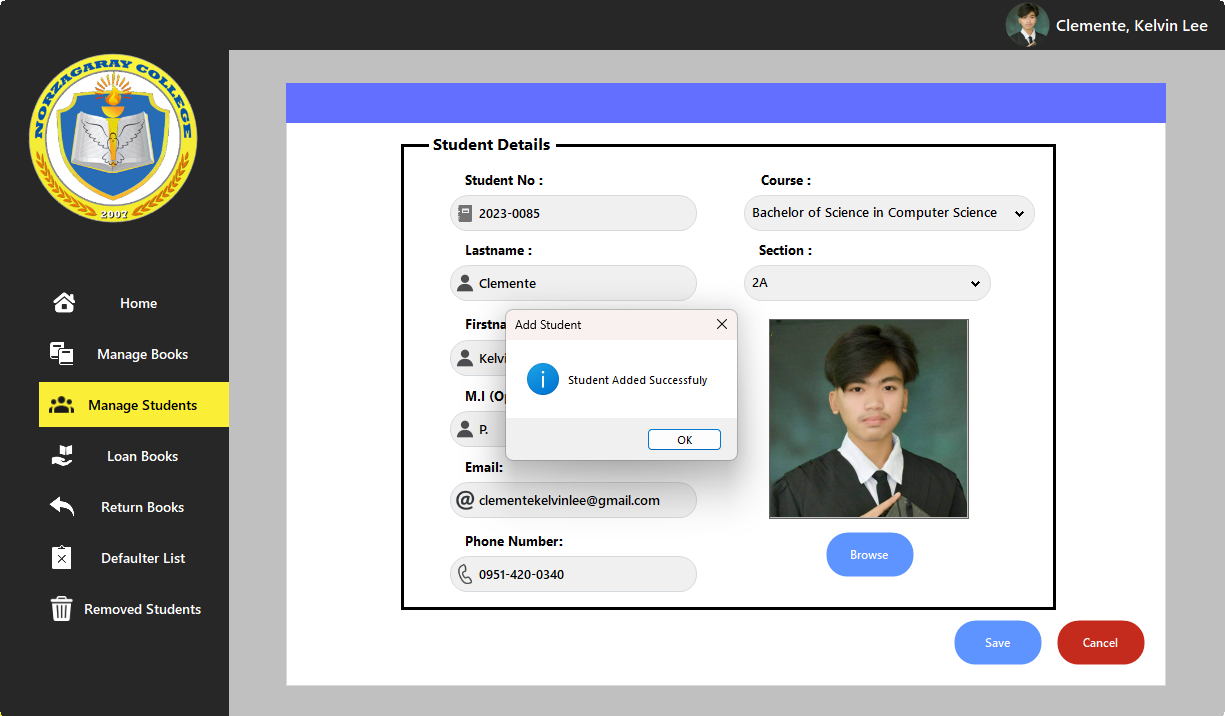 Clemente, Kelvin Lee
NORZAGARAY COLLEGE
2007
Home
Manage Books
Manage Students
Loan Books
Return Books
Defaulter List
Removed Students
Student Details
Student No :
2023-0085
Course :
Bachelor of Science in Computer Science
Lastname :
Clemente
Section :
2A
Firstna
Kelvi
M.I (O
P.
Add Student
Student Added Successfuly
OK
Email:
@ clementekelvinlee@gmail.com
Phone Number:
0951-420-0340
Browse
Save
Cancel